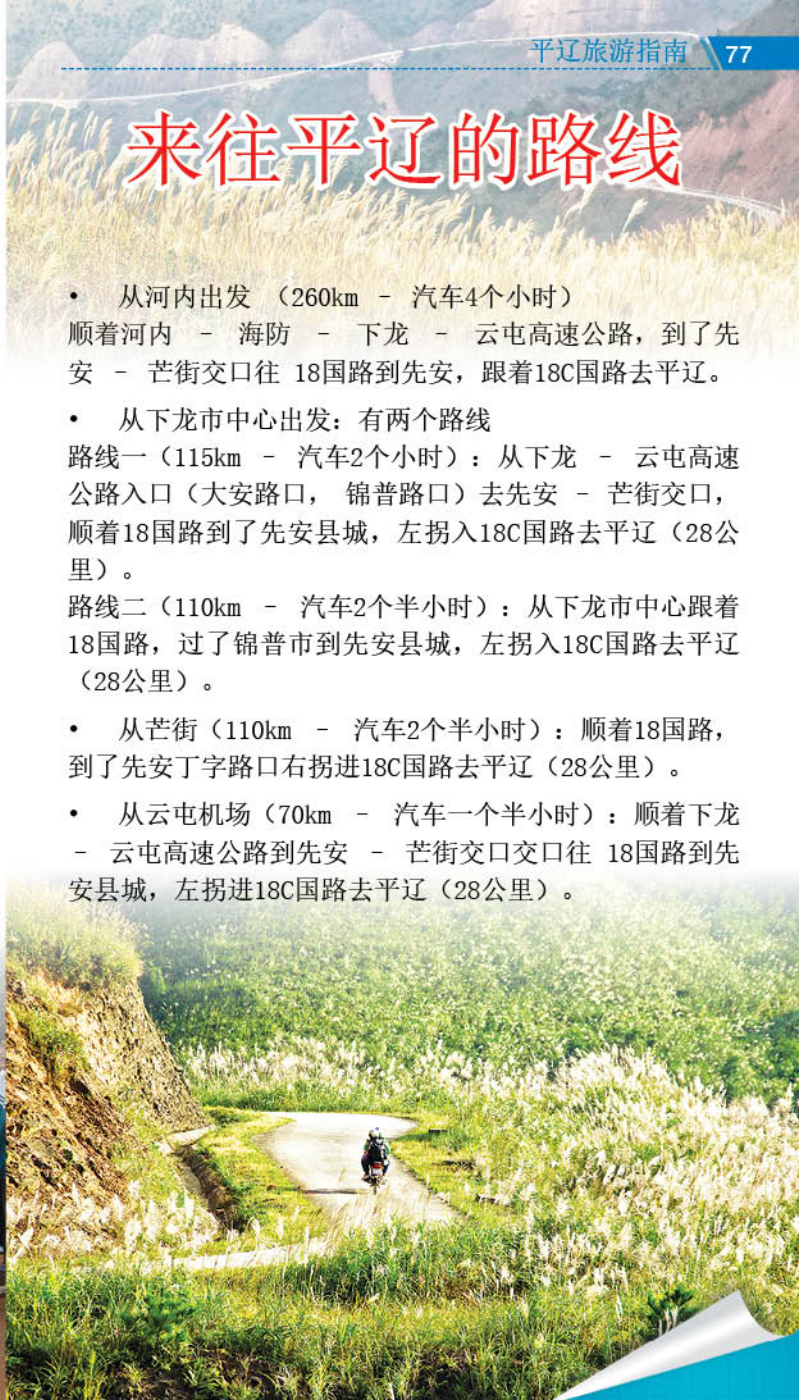 平辽旅游指南 77
来往平辽的路线
• 从河内出发 （260km – 汽车4个小时）
顺着河内 – 海防 – 下龙 – 云屯高速公路，到了先
安 – 芒街交口往 18国路到先安，跟着18C国路去平辽。
• 从下龙市中心出发：有两个路线
路线一（115km – 汽车2个小时）：从下龙 – 云屯高速
公路入口（大安路口， 锦普路口）去先安 – 芒街交口，
顺着18国路到了先安县城，左拐入18C国路去平辽（28公
里）。
路线二（110km – 汽车2个半小时）：从下龙市中心跟着
18国路，过了锦普市到先安县城，左拐入18C国路去平辽
（28公里）。
• 从芒街（110km – 汽车2个半小时）：顺着18国路，
到了先安丁字路口右拐进18C国路去平辽（28公里）。
• 从云屯机场（70km – 汽车一个半小时）：顺着下龙
– 云屯高速公路到先安 – 芒街交口交口往 18国路到先
安县城，左拐进18C国路去平辽（28公里）。